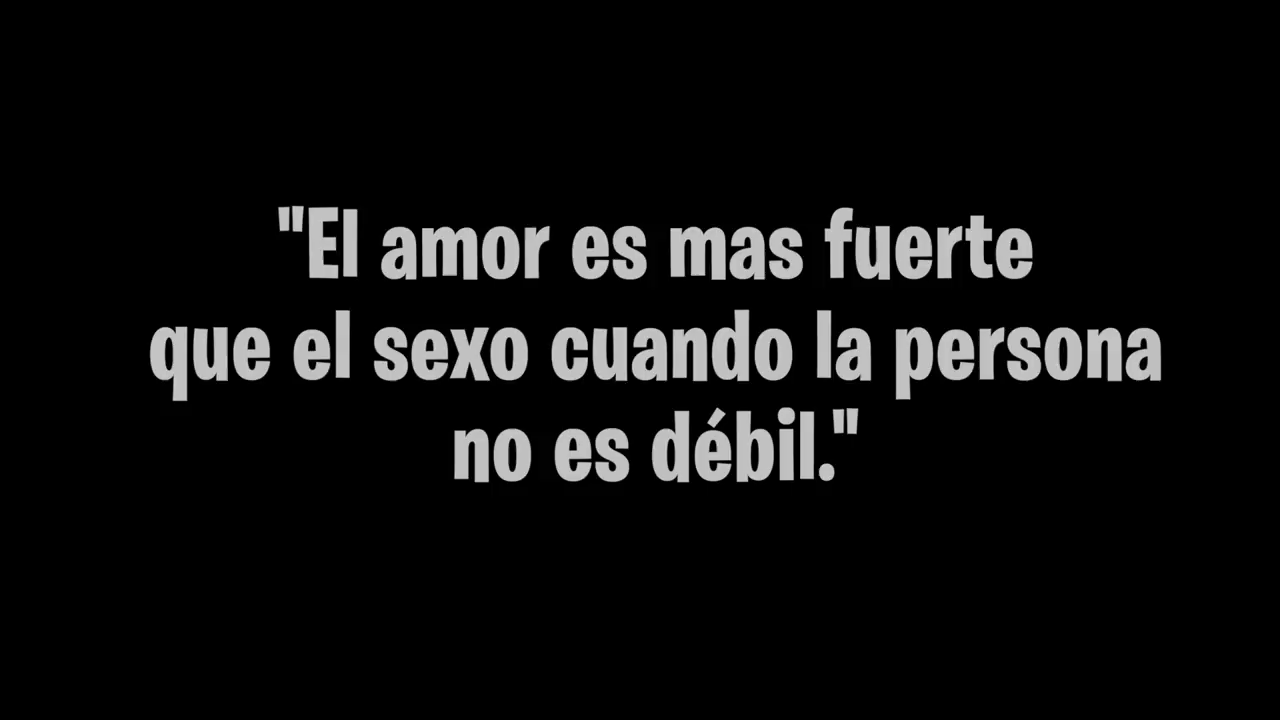 "El amor es mas fuerte
que el sexo cuando la persona
no es débil."